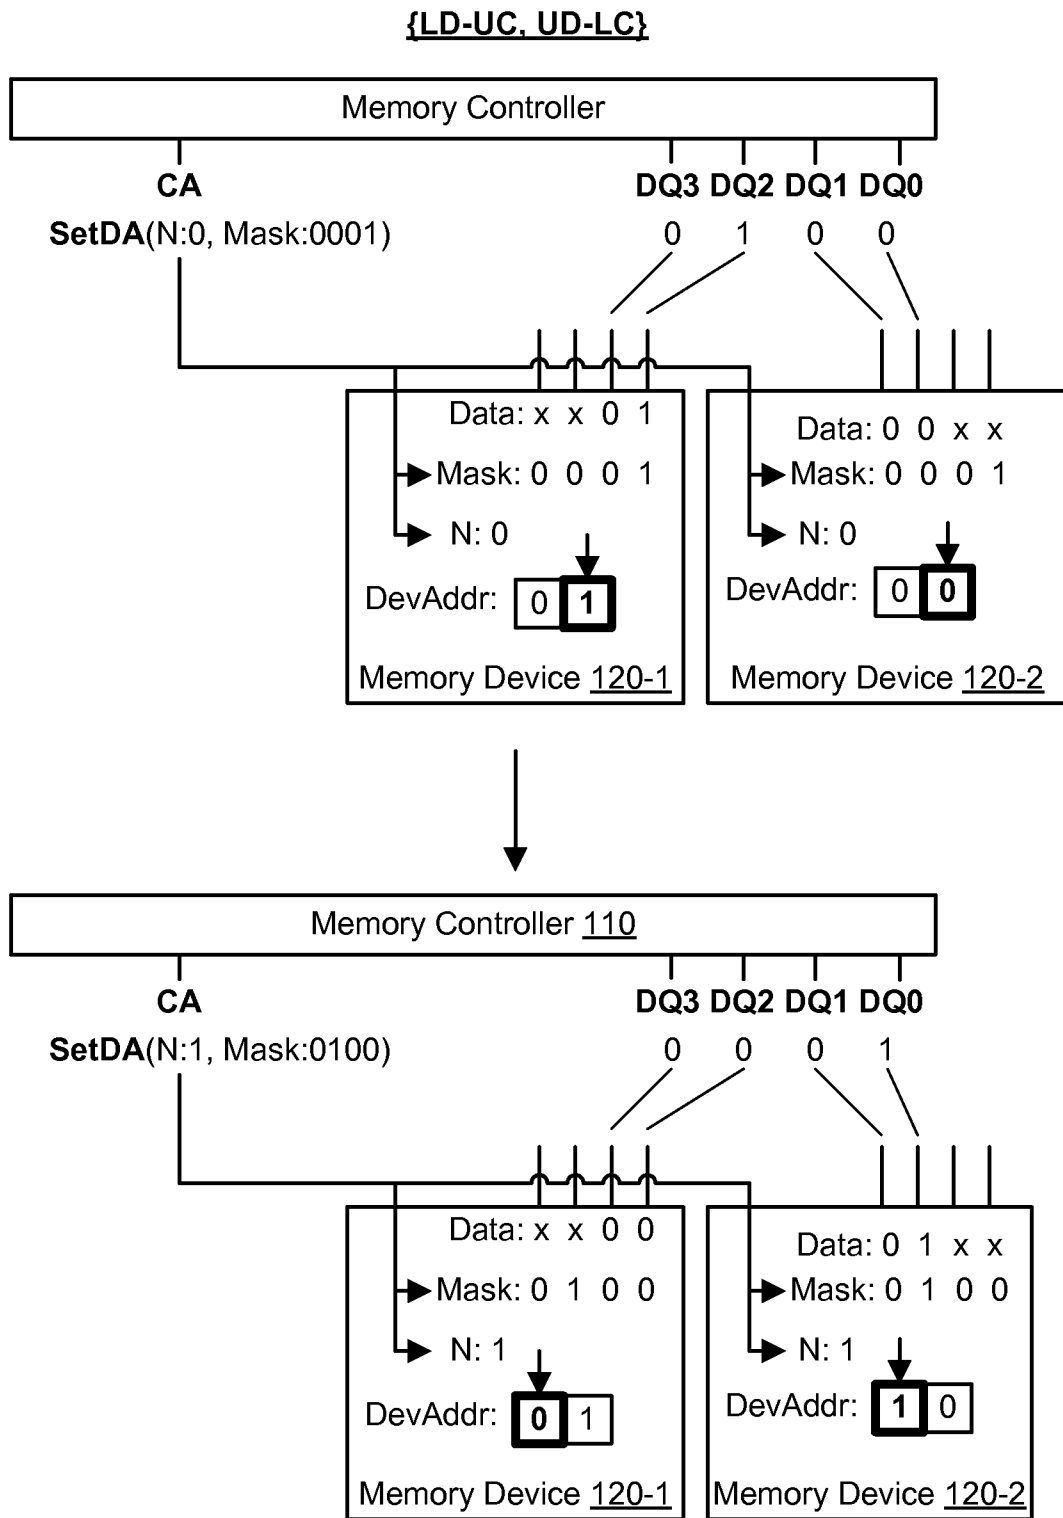 {LD-UC, UD-LC}
Memory Controller
CA DQ3 DQ2 DQ1 DQ0
SetDA(N:0, Mask:0001) 0 1 0 0
Data: x x 0 1 Data: 0 0 x x
Mask: 0 0 0 1 Mask: 0 0 0 1
N: 0 N: 0
DevAddr: 0 1 DevAddr: 0 0
Memory Device 120-1 Memory Device 120-2
Memory Controller 110
CA DQ3 DQ2 DQ1 DQ0
SetDA(N:1, Mask:0100) 0 0 0 1
Data: x x 0 0 Data: 0 1 x x
Mask: 0 1 0 0 Mask: 0 1 0 0
N: 1 N: 1
DevAddr: 0 1 DevAddr: 1 0
Memory Device 120-1 Memory Device 120-2